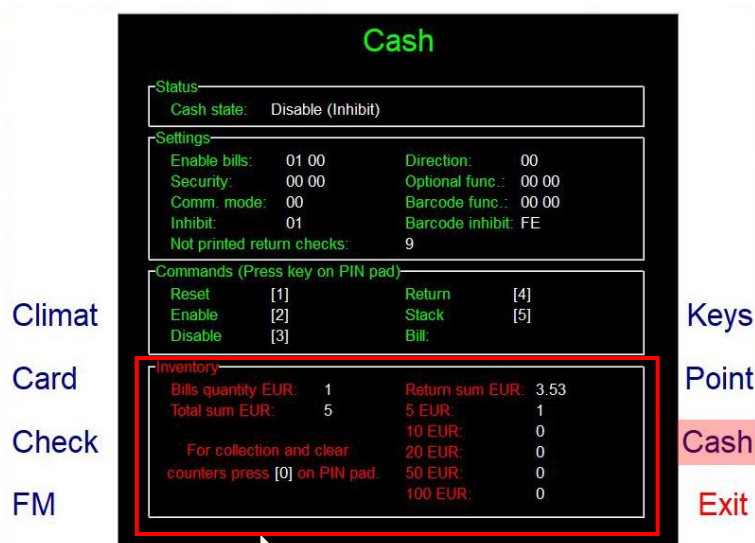 Cash
Status
Cash state: Disable (Inhibit)
Settings
Enable bills: 01 00 Direction: 00
Security: 00 00 Optional func.: 00 00
Comm. mode: 00 Barcode func.: 00 00
Inhibit: 01 Barcode inhibit: FE
Not printed return checks: 9
Commands (Press key on PIN pad)
Reset [1] Return [4]
Enable [2] Stack [5]
Disable [3] Bill:
Inventory
Bills quantity EUR: 1 Return sum EUR: 3.53
Total sum EUR: 5 5 EUR: 1
10 EUR: 0
For collection and clear 20 EUR: 0
counters press [0] on PIN pad. 50 EUR: 0
100 EUR: 0
Climat
Card
Check
FM
Keys
Point
Cash
Exit